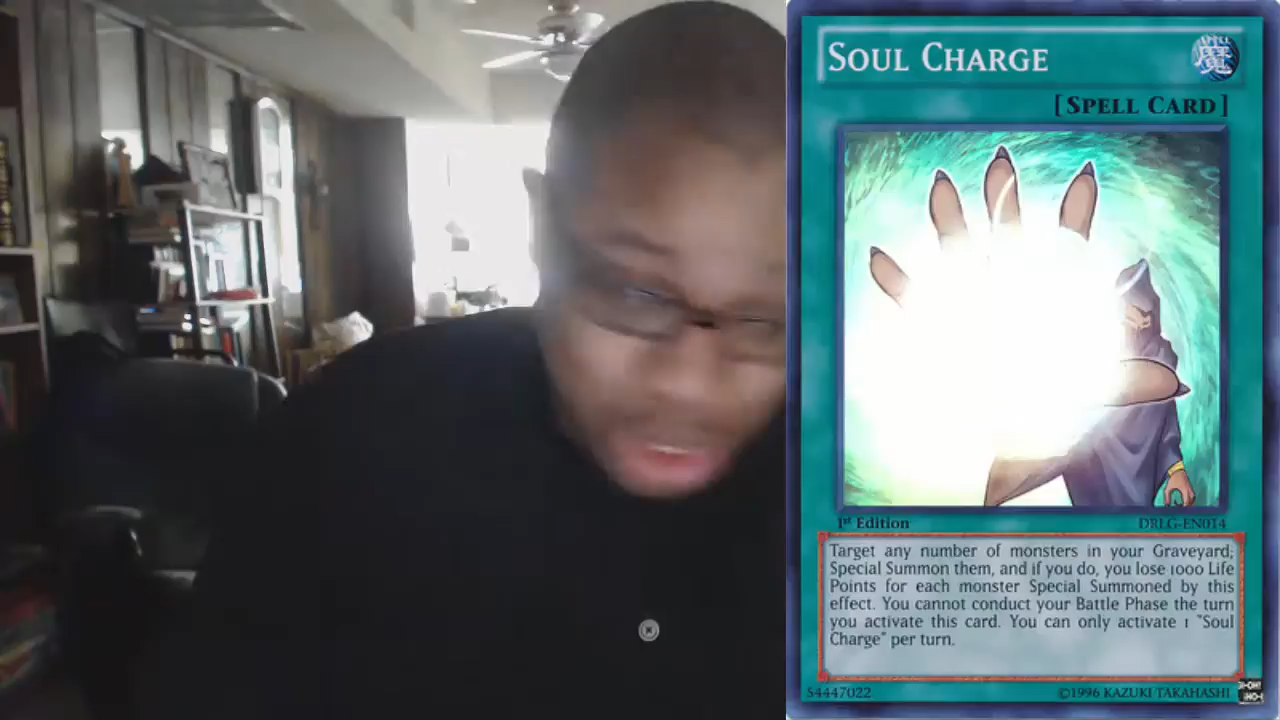 SOUL CHARGE
[SPELL CARD]
1st Edition
DRLG-EN014
Target any number of monsters in your Graveyard;
Special Summon them, and if you do, you lose 1000 Life
Points for each monster Special Summoned by this
effect. You cannot conduct your Battle Phase the turn
you activate this card. You can only activate 1 "Soul
Charge" per turn.
54447022
©1996 KAZUKI TAKAHASHI